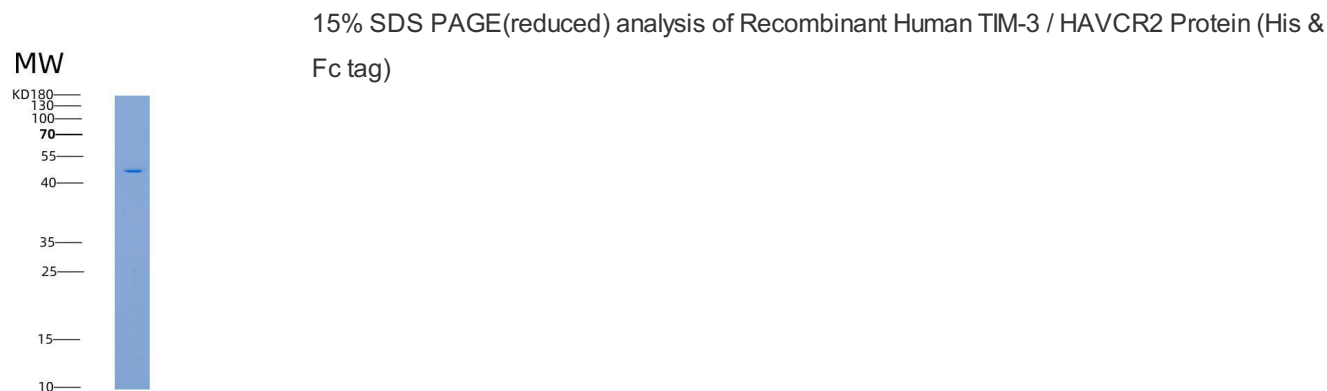 15% SDS PAGE(reduced) analysis of Recombinant Human TIM-3 / HAVCR2 Protein (His &
Fc tag)
MW
KD180
130
100
70
55
40
35
25
15
10